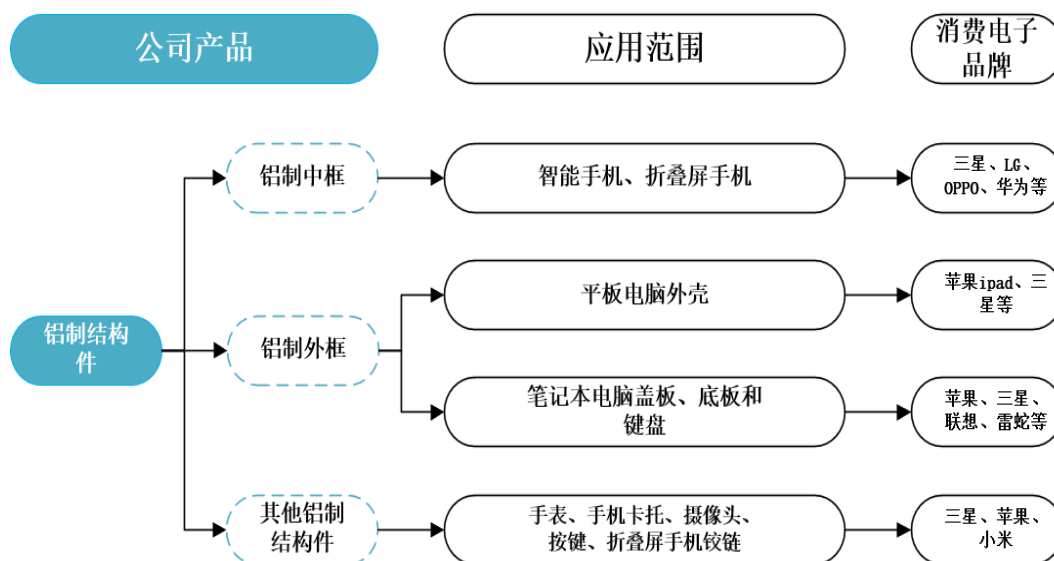 公司产品
应用范围
消费电子
品牌
铝制中框
智能手机、折叠屏手机
三星、LG、
OPPO、华为等
铝制结构
件
铝制外框
平板电脑外壳
苹果ipad、三
星等
笔记本电脑盖板、底板和
键盘
苹果、三星、
联想、雷蛇等
其他铝制
结构件
手表、手机卡托、摄像头、
按键、折叠屏手机铰链
三星、苹果、
小米